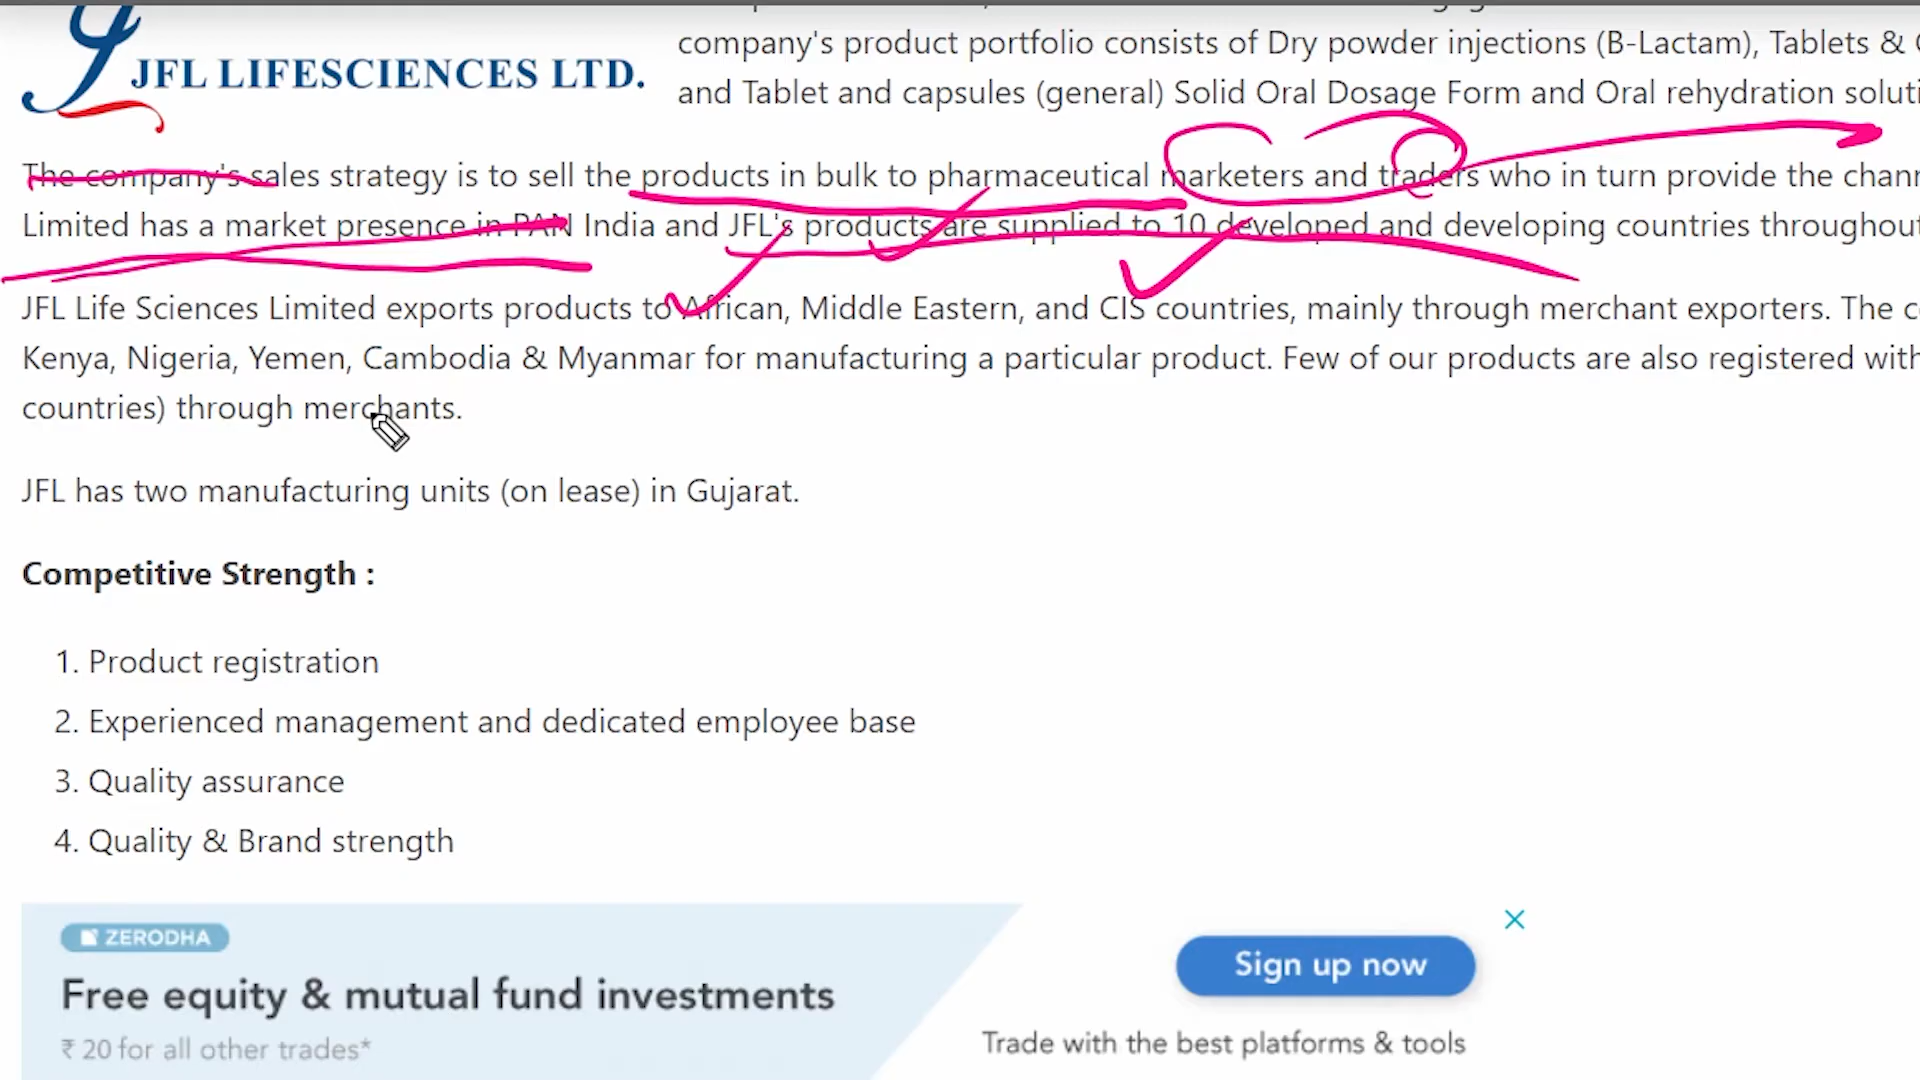 JFL LIFESCIENCES LTD.
company's product portfolio consists of Dry powder injections (B-Lactam), Tablets &
and Tablet and capsules (general) Solid Oral Dosage Form and Oral rehydration
The company's sales strategy is to sell the products in bulk to pharmaceutical marketers and traders who in turn provide the
Limited has a market presence in PAN India and JFL's products are supplied to 10 developed and developing countries
JFL Life Sciences Limited exports products to African, Middle Eastern, and CIS countries, mainly through merchant exporters. The
Kenya, Nigeria, Yemen, Cambodia & Myanmar for manufacturing a particular product. Few of our products are also registered
countries) through merchants.
JFL has two manufacturing units (on lease) in Gujarat.
Competitive Strength :
1. Product registration
2. Experienced management and dedicated employee base
3. Quality assurance
4. Quality & Brand strength
ZERODHA
Free equity & mutual fund investments
₹ 20 for all other trades*
Sign up now
Trade with the best platforms & tools